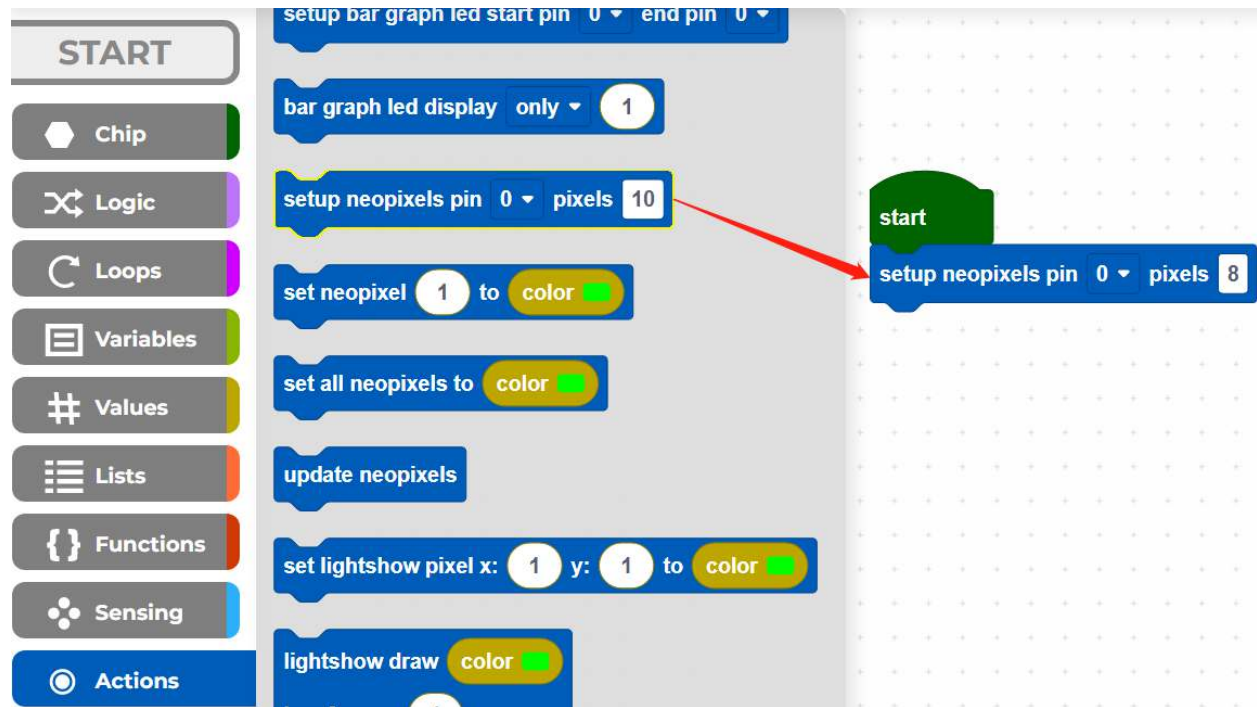 START
Chip
Logic
Loops
Variables
Values
Lists
Functions
Sensing
Actions
setup bar graph led start pin 0 end pin 0
bar graph led display only 1
setup neopixels pin 0 pixels 10
set neopixel 1 to color
set all neopixels to color
update neopixels
set lightshow pixel x: 1 y: 1 to color
lightshow draw color
start
setup neopixels pin 0 pixels 8